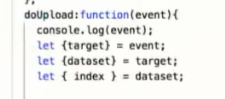 },
doUpload:function(event){
console.log(event);
let {target} = event;
let {dataset} = target;
let { index } = dataset;